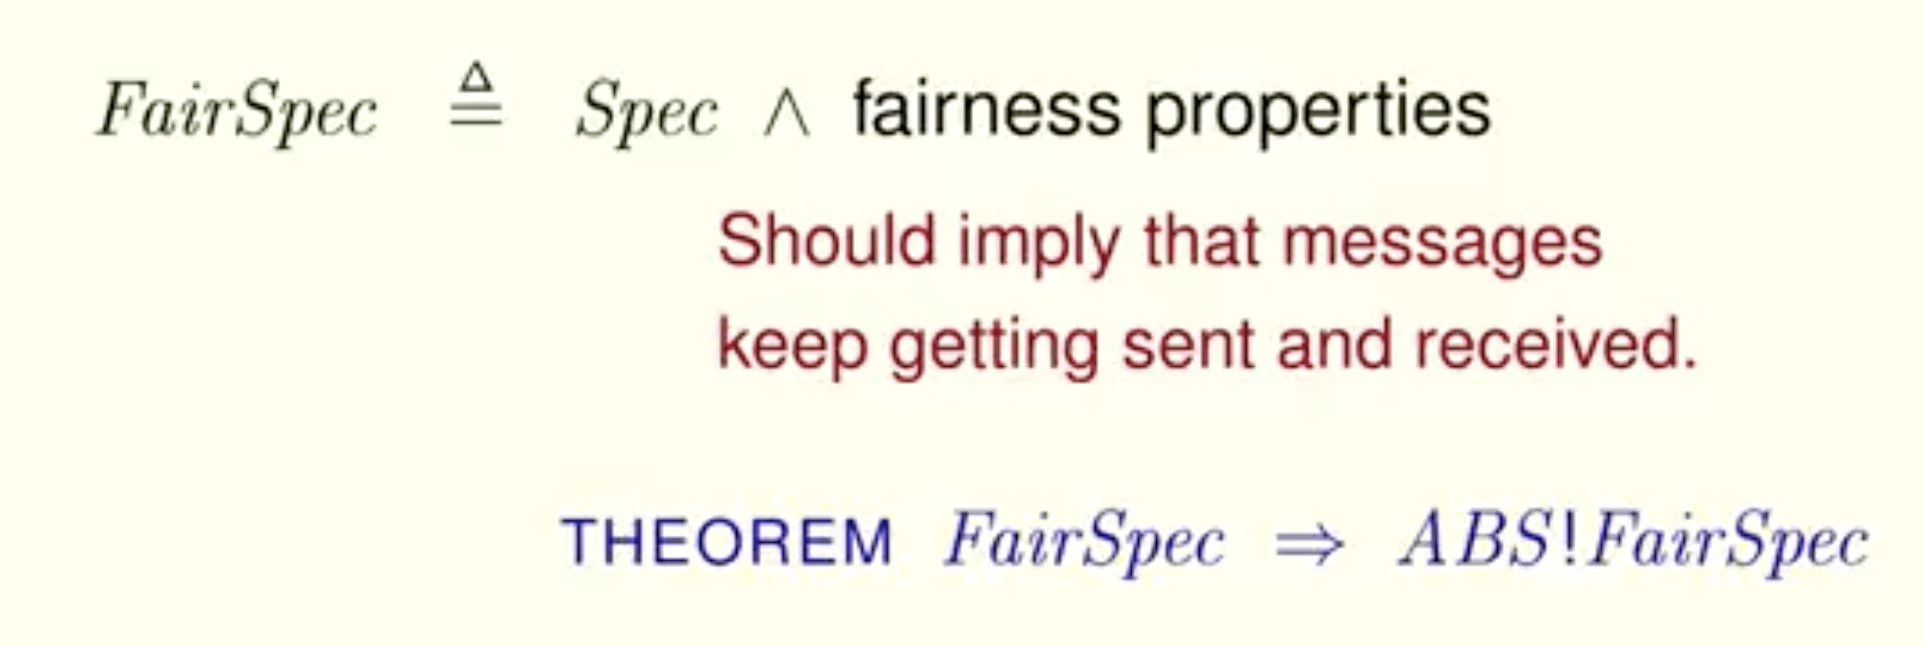 FairSpec ≜ Spec ∧ fairness properties
Should imply that messages
keep getting sent and received.
THEOREM FairSpec ⇒ ABS!FairSpec